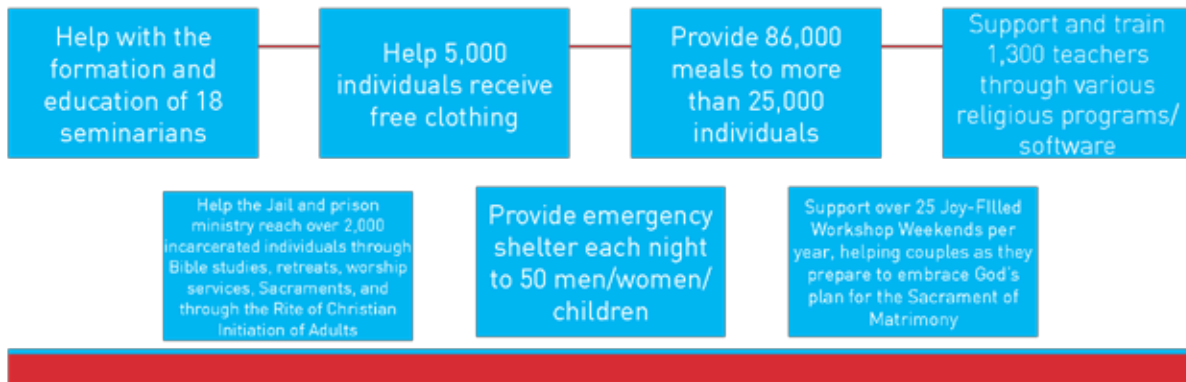 Help with the
formation and
education of 18
seminarians
Help 5,000
individuals receive
free clothing
Provide 86,000
meals to more
than 25,000
individuals
Support and train
1,300 teachers
through various
religious programs/
software
Help the Jail and prison
ministry reach over 2,000
incarcerated individuals through
Bible studies, retreats, worship
services, Sacraments, and
through the Rite of Christian
Initiation of Adults
Provide emergency
shelter each night
to 50 men/women/
children
Support over 25 Joy-FIlled
Workshop Weekends per
year, helping couples as they
prepare to embrace God's
plan for the Sacrament of
Matrimony